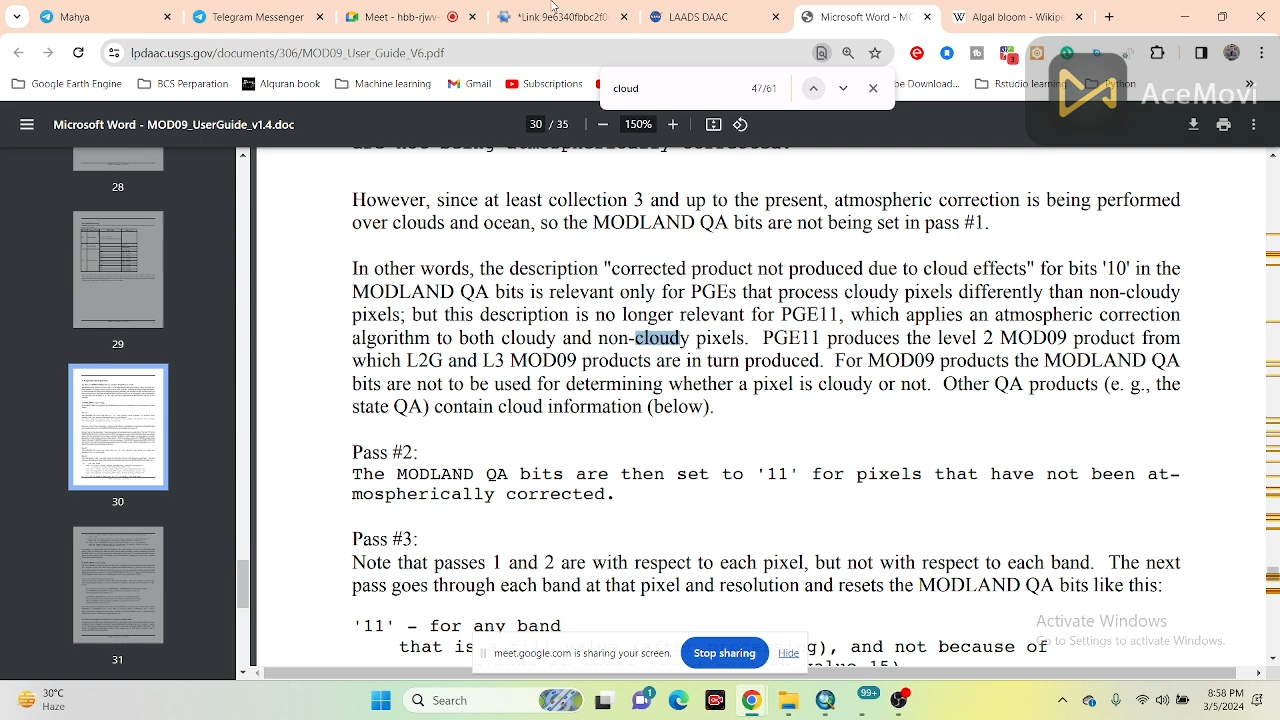 Mahya
Telegram Messenger
Meet - hbb-rjwv-
*Link 9e6340fbbc2f0
LAADS DAAC
Microsoft Word - MO
Algal bloom - Wikipe
lpdaac.usgs.gov/documents/306/MOD09_User_Guide_V6.pdf
Google Earth Engine
BCS Perpartion
Alquran book
Machine learning
Gmail
Subscriptions
be Download...
Rstudio learning
Python
cloud
47/61
AceMovi
Microsoft Word - MOD09_UserGuide_v1.4.doc
30 / 35
150%
28
29
30
31
However, since at least collection 3 and up to the present, atmospheric correction is being performed
over clouds and ocean, so the MODLAND QA bits are not being set in pass #1.
In other words, the description "corrected product not produced due to cloud effects" for bits '10' in the
MODLAND QA bits is relevant only for PGEs that process cloudy pixels differently than non-cloudy
pixels; but this description is no longer relevant for PGE11, which applies an atmospheric correction
algorithm to both cloudy and non-cloudy pixels. PGE11 produces the level 2 MOD09 product from
which L2G and L3 MOD09 products are in turn produced. For MOD09 products the MODLAND QA
bits are not to be used for determining whether a pixel is cloudy or not. Other QA products (e. g., the
state QA) contain cloud information (below).
Pass #2:
The MODLAND QA bits are then set to '11' for pixels that have not been at-
mospherically corrected.
Pass #3:
Note that passes 1 and 2 are with respect to each pixel, but not with respect to each band. The next
pass goes through each band at that pixel and resolution and resets the MODLAND QA bits like this:
'11' - for any band
that is
g), and not because of
Activate Windows
Go to Settings to activate Windows.
meet.google.com is sharing your screen.
Stop sharing
Hide
30°C
Haze
Search
99+
8:58 PM
3/5/2024